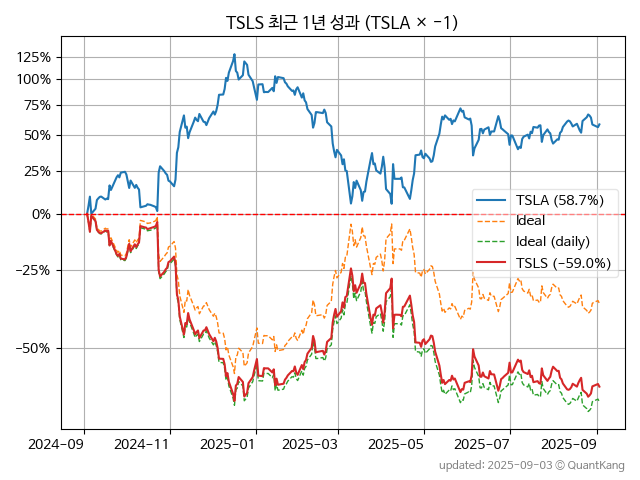 TSLS 최근 1년 성과 (TSLA × −1)
125%
100%
75%
50%
25%
0%
−25%
−50%
TSLA (58.7%)
Ideal
Ideal (daily)
TSLS (−59.0%)
2024-09 2024-11 2025-01 2025-03 2025-05 2025-07 2025-09
updated: 2025-09-03 © QuantKang